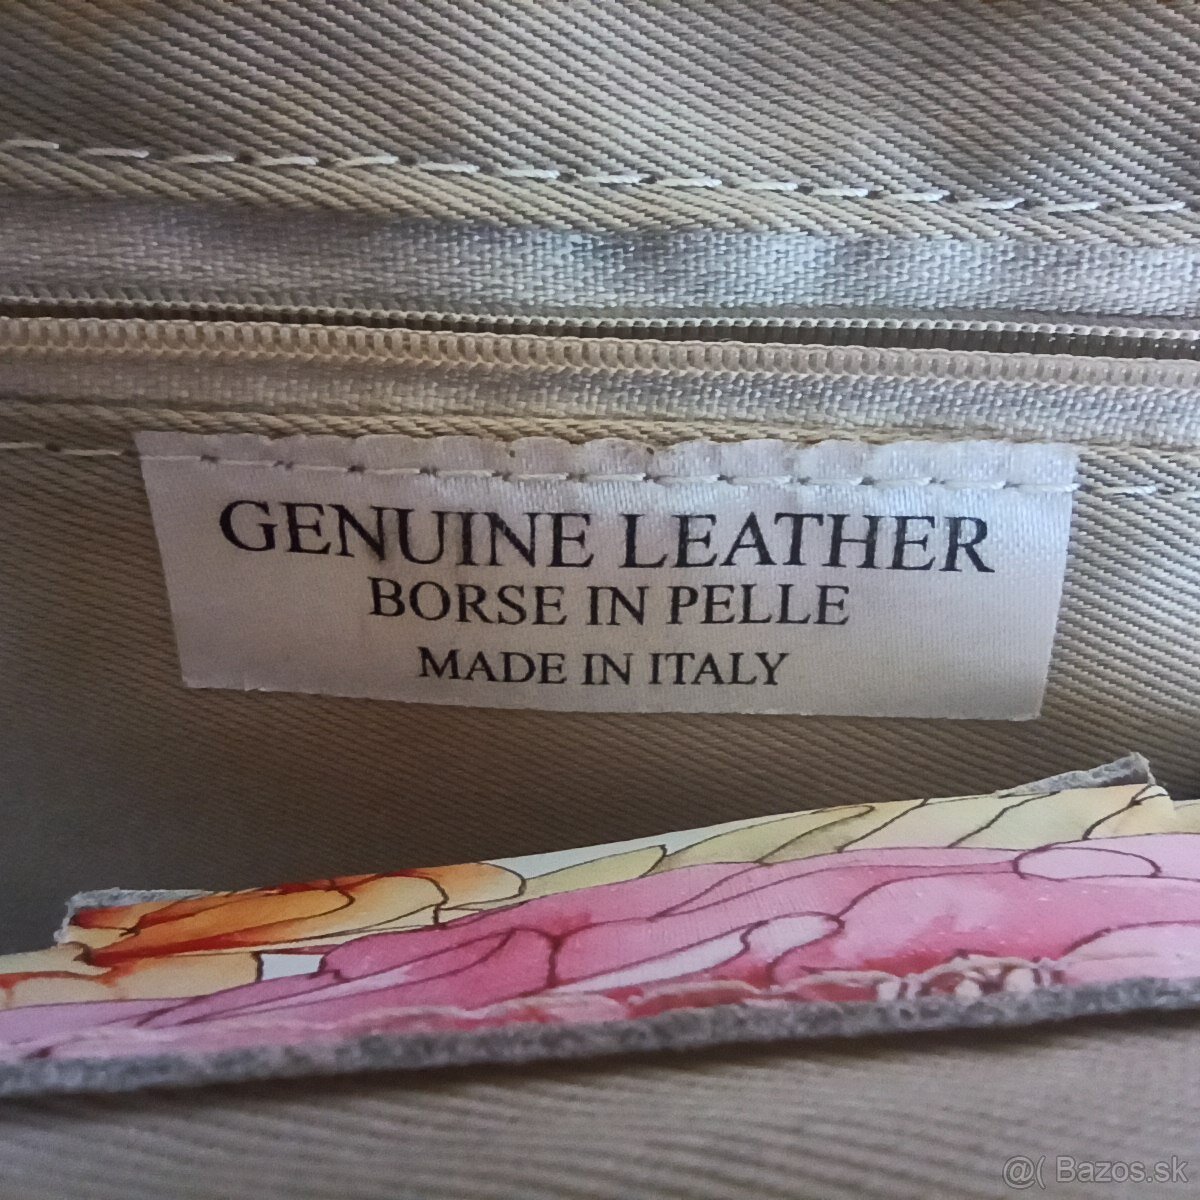 GENUINE LEATHER
BORSE IN PELLE
MADE IN ITALY
@( Bazos.sk